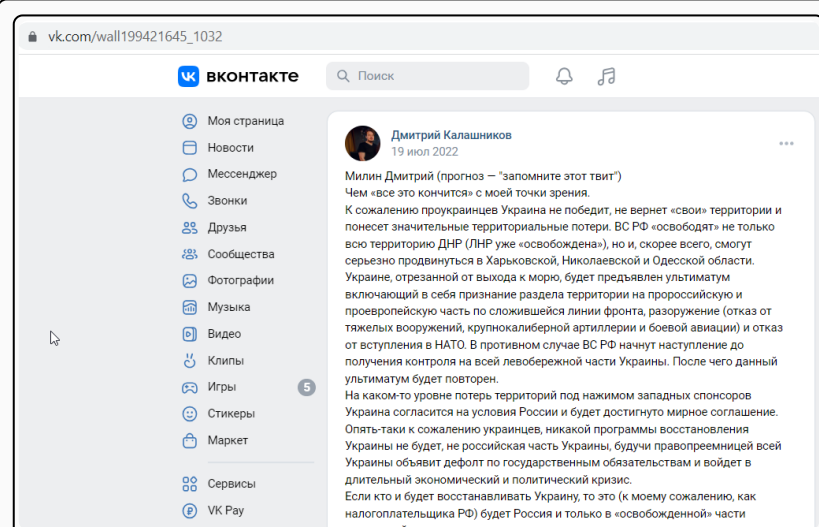 vk.com/wall199421645_1032
вконтакте
Поиск
Моя страница
Новости
Мессенджер
Звонки
Друзья
Сообщества
Фотографии
Музыка
Видео
Клипы
Игры 5
Стикеры
Маркет
Сервисы
VK Pay
Дмитрий Калашников
19 июл 2022
Милин Дмитрий (прогноз — "запомните этот твит")
Чем «все это кончится» с моей точки зрения.
К сожалению проукраинцев Украина не победит, не вернет «свои» территории и
понесет значительные территориальные потери. ВС РФ «освободят» не только
всю территорию ДНР (ЛНР уже «освобождена»), но и, скорее всего, смогут
серьезно продвинуться в Харьковской, Николаевской и Одесской области.
Украине, отрезанной от выхода к морю, будет предъявлен ультиматум
включающий в себя признание раздела территории на пророссийскую и
проевропейскую часть по сложившейся линии фронта, разоружение (отказ от
тяжелых вооружений, крупнокалиберной артиллерии и боевой авиации) и отказ
от вступления в НАТО. В противном случае ВС РФ начнут наступление до
получения контроля на всей левобережной части Украины. После чего данный
ультиматум будет повторен.
На каком-то уровне потерь территорий под нажимом западных спонсоров
Украина согласится на условия России и будет достигнуто мирное соглашение.
Опять-таки к сожалению украинцев, никакой программы восстановления
Украины не будет, не российская часть Украины, будучи правопреемницей всей
Украины объявит дефолт по государственным обязательствам и войдет в
длительный экономический и политический кризис.
Если кто и будет восстанавливать Украину, то это (к моему сожалению, как
налогоплательщика РФ) будет Россия и только в «освобожденной» части